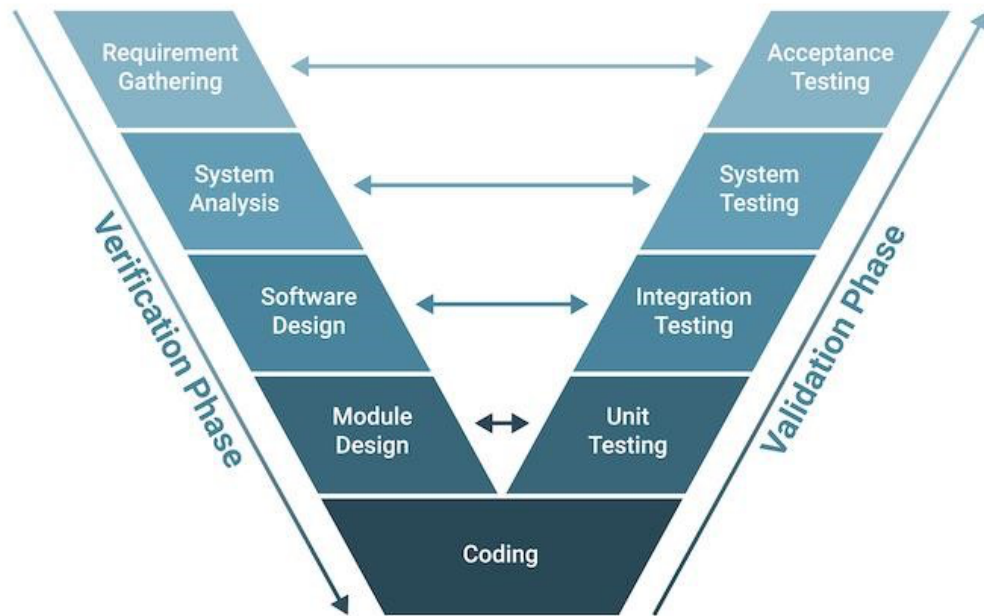 Requirement
Gathering
Acceptance
Testing
System
Analysis
System
Testing
Verification Phase
Software
Design
Integration
Testing
Validation Phase
Module
Design
Unit
Testing
Coding